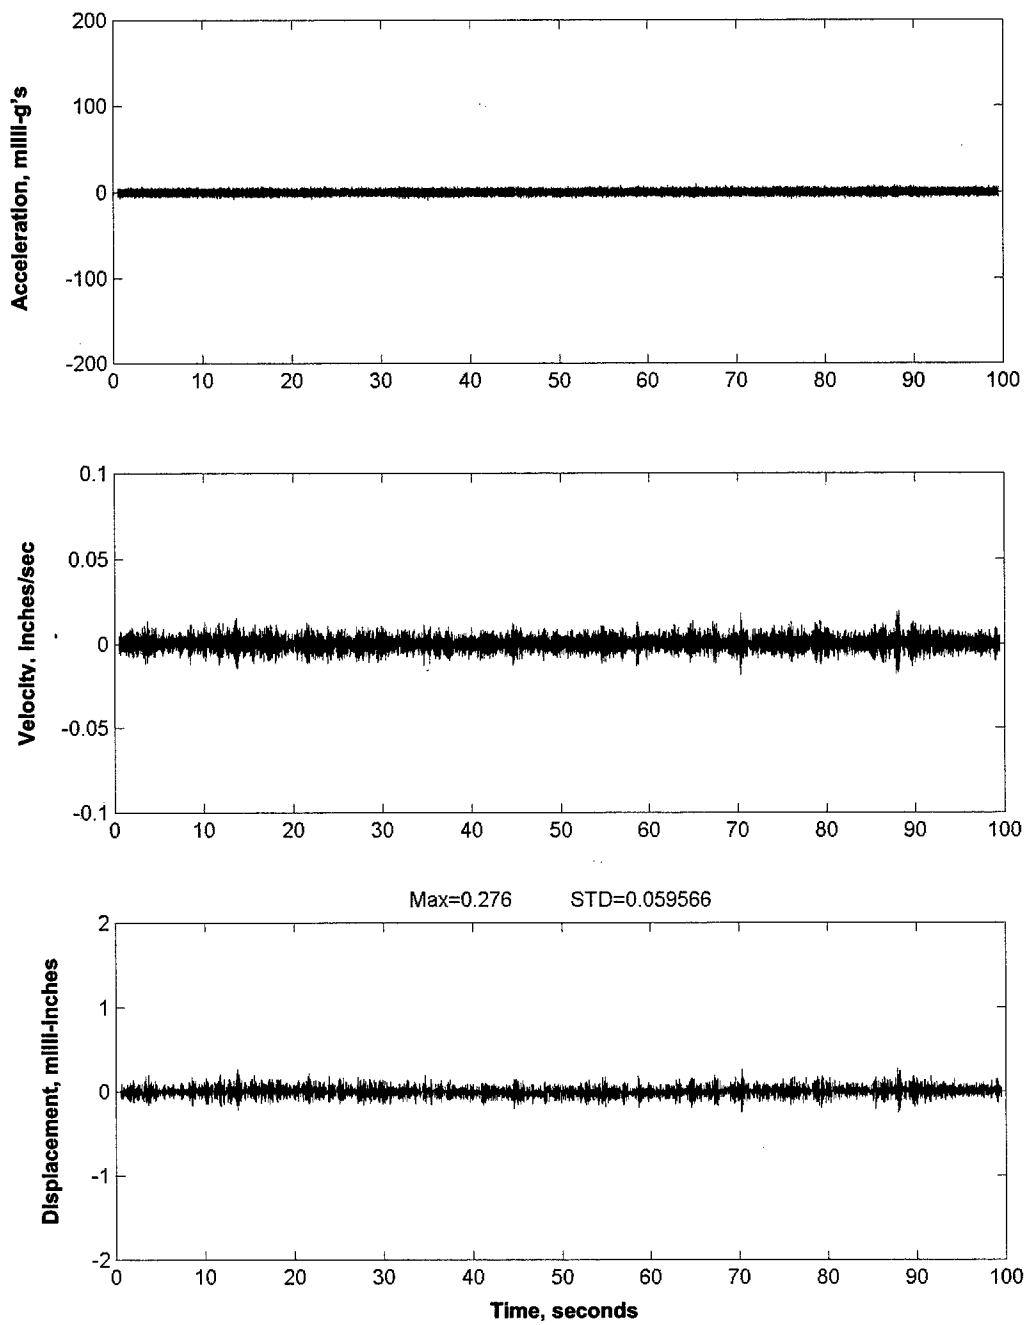 200
100
0
-100
-200
Acceleration, milli-g's
0 10 20 30 40 50 60 70 80 90 100
0.1
0.05
0
-0.05
-0.1
Velocity, inches/sec
0 10 20 30 40 50 60 70 80 90 100
Max=0.276 STD=0.059566
2
1
0
-1
-2
Displacement, milli-inches
0 10 20 30 40 50 60 70 80 90 100
Time, seconds